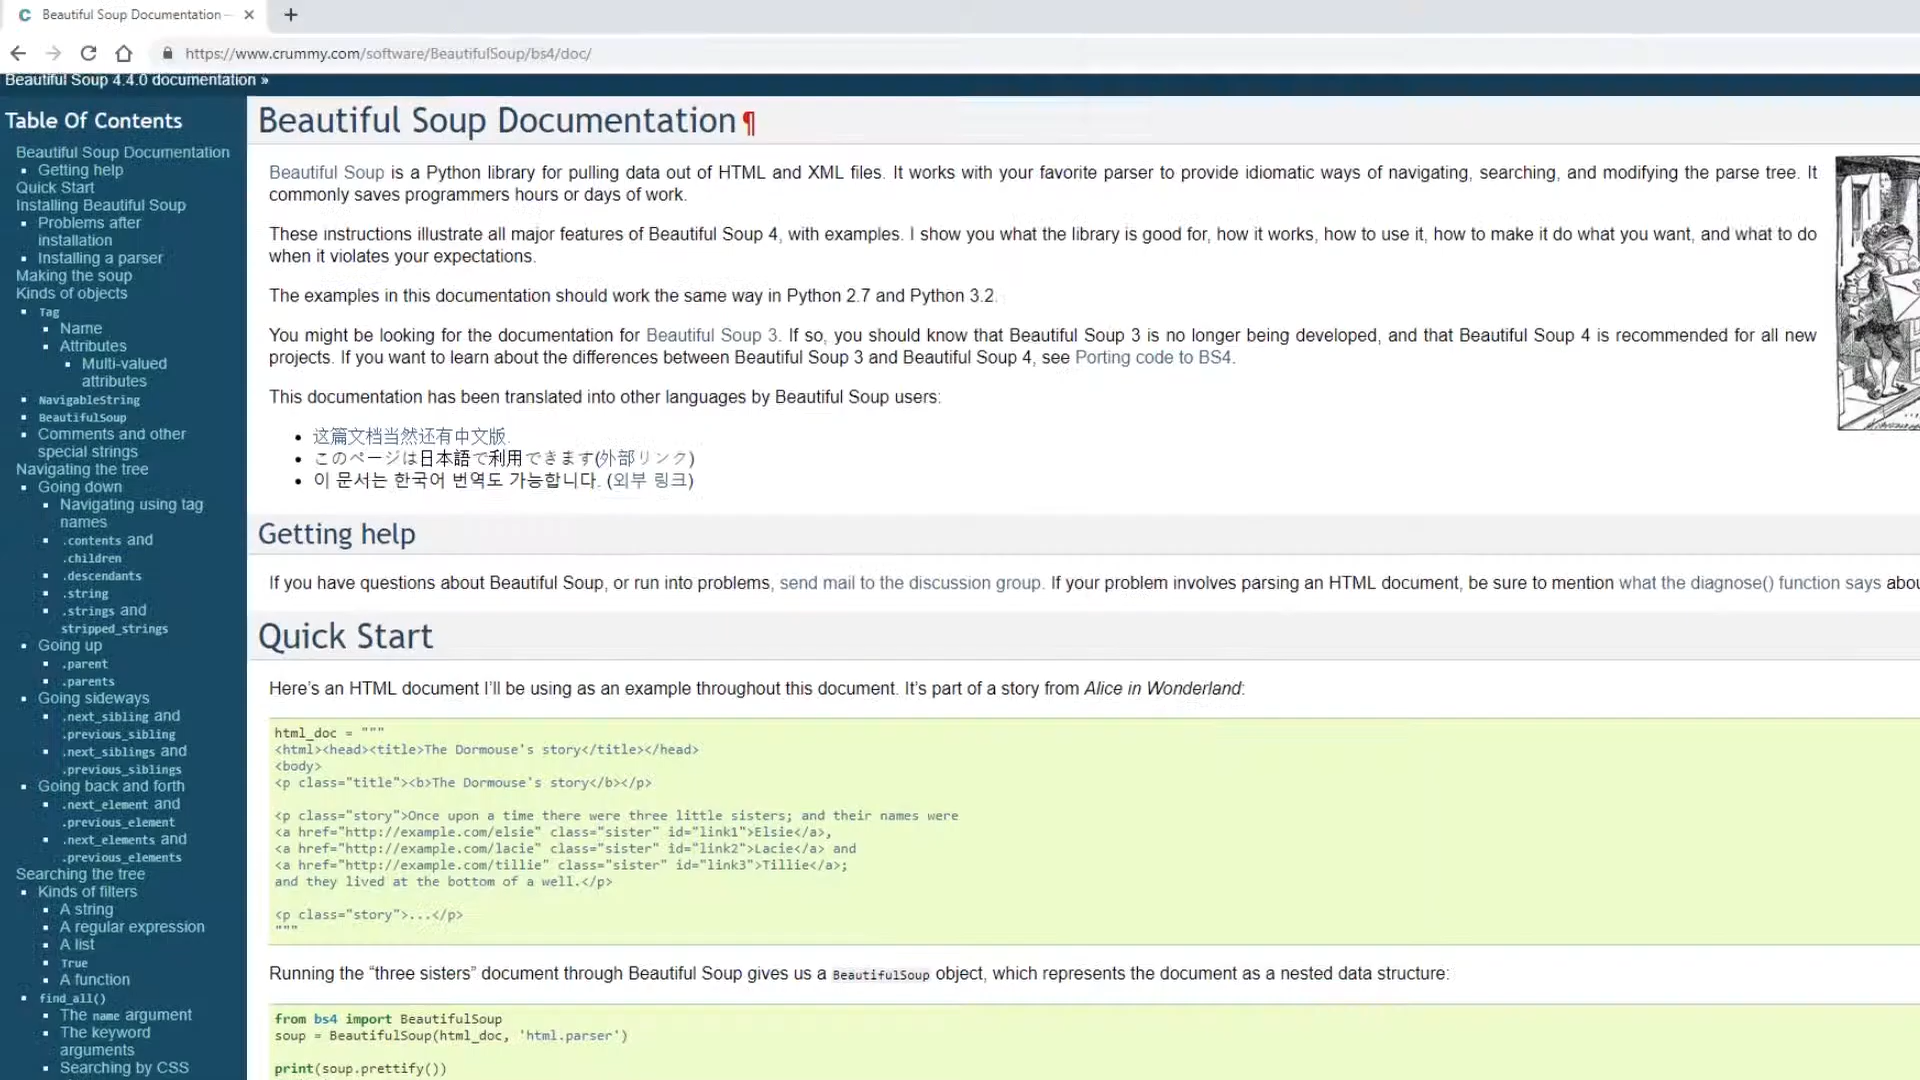 Beautiful Soup Documentation
https://www.crummy.com/software/BeautifulSoup/bs4/doc/
Beautiful Soup 4.4.0 documentation »
Table Of Contents
Beautiful Soup Documentation
Getting help
Quick Start
Installing Beautiful Soup
Problems after
installation
Installing a parser
Making the soup
Kinds of objects
Tag
Name
Attributes
Multi-valued
attributes
NavigableString
BeautifulSoup
Comments and other
special strings
Navigating the tree
Going down
Navigating using tag
names
.contents and
.children
.descendants
.string
.strings and
stripped_strings
Going up
.parent
.parents
Going sideways
.next_sibling and
.previous_sibling
.next_siblings and
.previous_siblings
Going back and forth
.next_element and
.previous_element
.next_elements and
.previous_elements
Searching the tree
Kinds of filters
A string
A regular expression
A list
True
A function
find_all()
The name argument
The keyword
arguments
Searching by CSS
Beautiful Soup Documentation¶
Beautiful Soup is a Python library for pulling data out of HTML and XML files. It works with your favorite parser to provide idiomatic ways of navigating, searching, and modifying the parse tree. It
commonly saves programmers hours or days of work.
These instructions illustrate all major features of Beautiful Soup 4, with examples. I show you what the library is good for, how it works, how to use it, how to make it do what you want, and what to do
when it violates your expectations.
The examples in this documentation should work the same way in Python 2.7 and Python 3.2.
You might be looking for the documentation for Beautiful Soup 3. If so, you should know that Beautiful Soup 3 is no longer being developed, and that Beautiful Soup 4 is recommended for all new
projects. If you want to learn about the differences between Beautiful Soup 3 and Beautiful Soup 4, see Porting code to BS4.
This documentation has been translated into other languages by Beautiful Soup users:
这篇文档当然还有中文版.
このページは日本語で利用できます(外部リンク)
이 문서는 한국어 번역도 가능합니다. (외부 링크)
Getting help
If you have questions about Beautiful Soup, or run into problems, send mail to the discussion group. If your problem involves parsing an HTML document, be sure to mention what the diagnose() function says
Quick Start
Here’s an HTML document I’ll be using as an example throughout this document. It’s part of a story from Alice in Wonderland:
html_doc = """
<html><head><title>The Dormouse's story</title></head>
<body>
<p class="title"><b>The Dormouse's story</b></p>
<p class="story">Once upon a time there were three little sisters; and their names were
<a href="http://example.com/elsie" class="sister" id="link1">Elsie</a>,
<a href="http://example.com/lacie" class="sister" id="link2">Lacie</a> and
<a href="http://example.com/tillie" class="sister" id="link3">Tillie</a>;
and they lived at the bottom of a well.</p>
<p class="story">...</p>
"""
Running the “three sisters” document through Beautiful Soup gives us a BeautifulSoup object, which represents the document as a nested data structure:
from bs4 import BeautifulSoup
soup = BeautifulSoup(html_doc, 'html.parser')
print(soup.prettify())